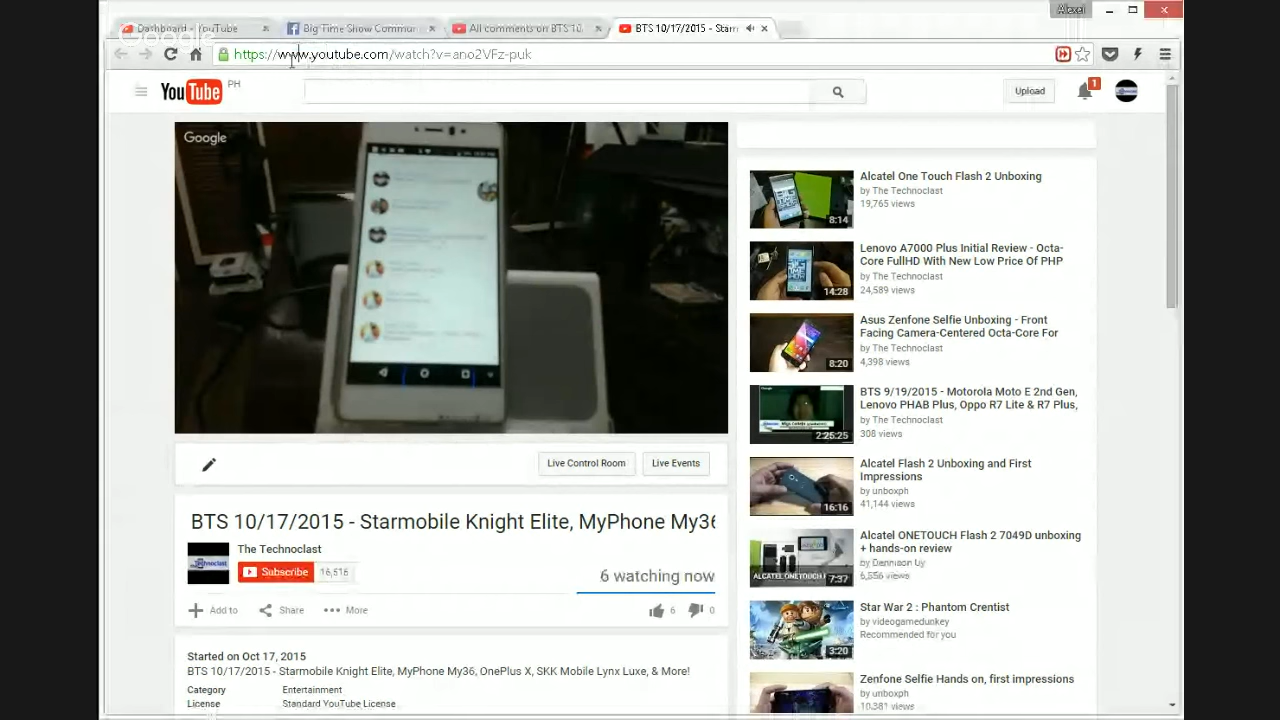 Alexei
Dashboard - YouTube
Big Time Shout Commun
All comments on BTS 10
BTS 10/17/2015 - Starm
YouTube PH
Upload
1
Google
Alcatel One Touch Flash 2 Unboxing
by The Technoclast
19,765 views
8:14
Lenovo A7000 Plus Initial Review - Octa-
Core FullHD With New Low Price Of PHP
by The Technoclast
24,589 views
14:28
Asus Zenfone Selfie Unboxing - Front
Facing Camera-Centered Octa-Core For
by The Technoclast
4,398 views
8:20
BTS 9/19/2015 - Motorola Moto E 2nd Gen,
Lenovo PHAB Plus, Oppo R7 Lite & R7 Plus,
by The Technoclast
308 views
2:25:25
Alcatel Flash 2 Unboxing and First
Impressions
by unboxph
41,144 views
16:16
Alcatel ONETOUCH Flash 2 7049D unboxing
+ hands-on review
by Dennison Uy
6,556 views
7:37
Star War 2 : Phantom Crentist
by videogamedunkey
Recommended for you
3:20
Zenfone Selfie Hands on, first impressions
by unboxph
10,381 views
Live Control Room
Live Events
BTS 10/17/2015 - Starmobile Knight Elite, MyPhone My36
The Technoclast
Subscribe 16,516
6 watching now
Add to Share More 6 0
Started on Oct 17, 2015
BTS 10/17/2015 - Starmobile Knight Elite, MyPhone My36, OnePlus X, SKK Mobile Lynx Luxe, & More!
Category Entertainment
License Standard YouTube License